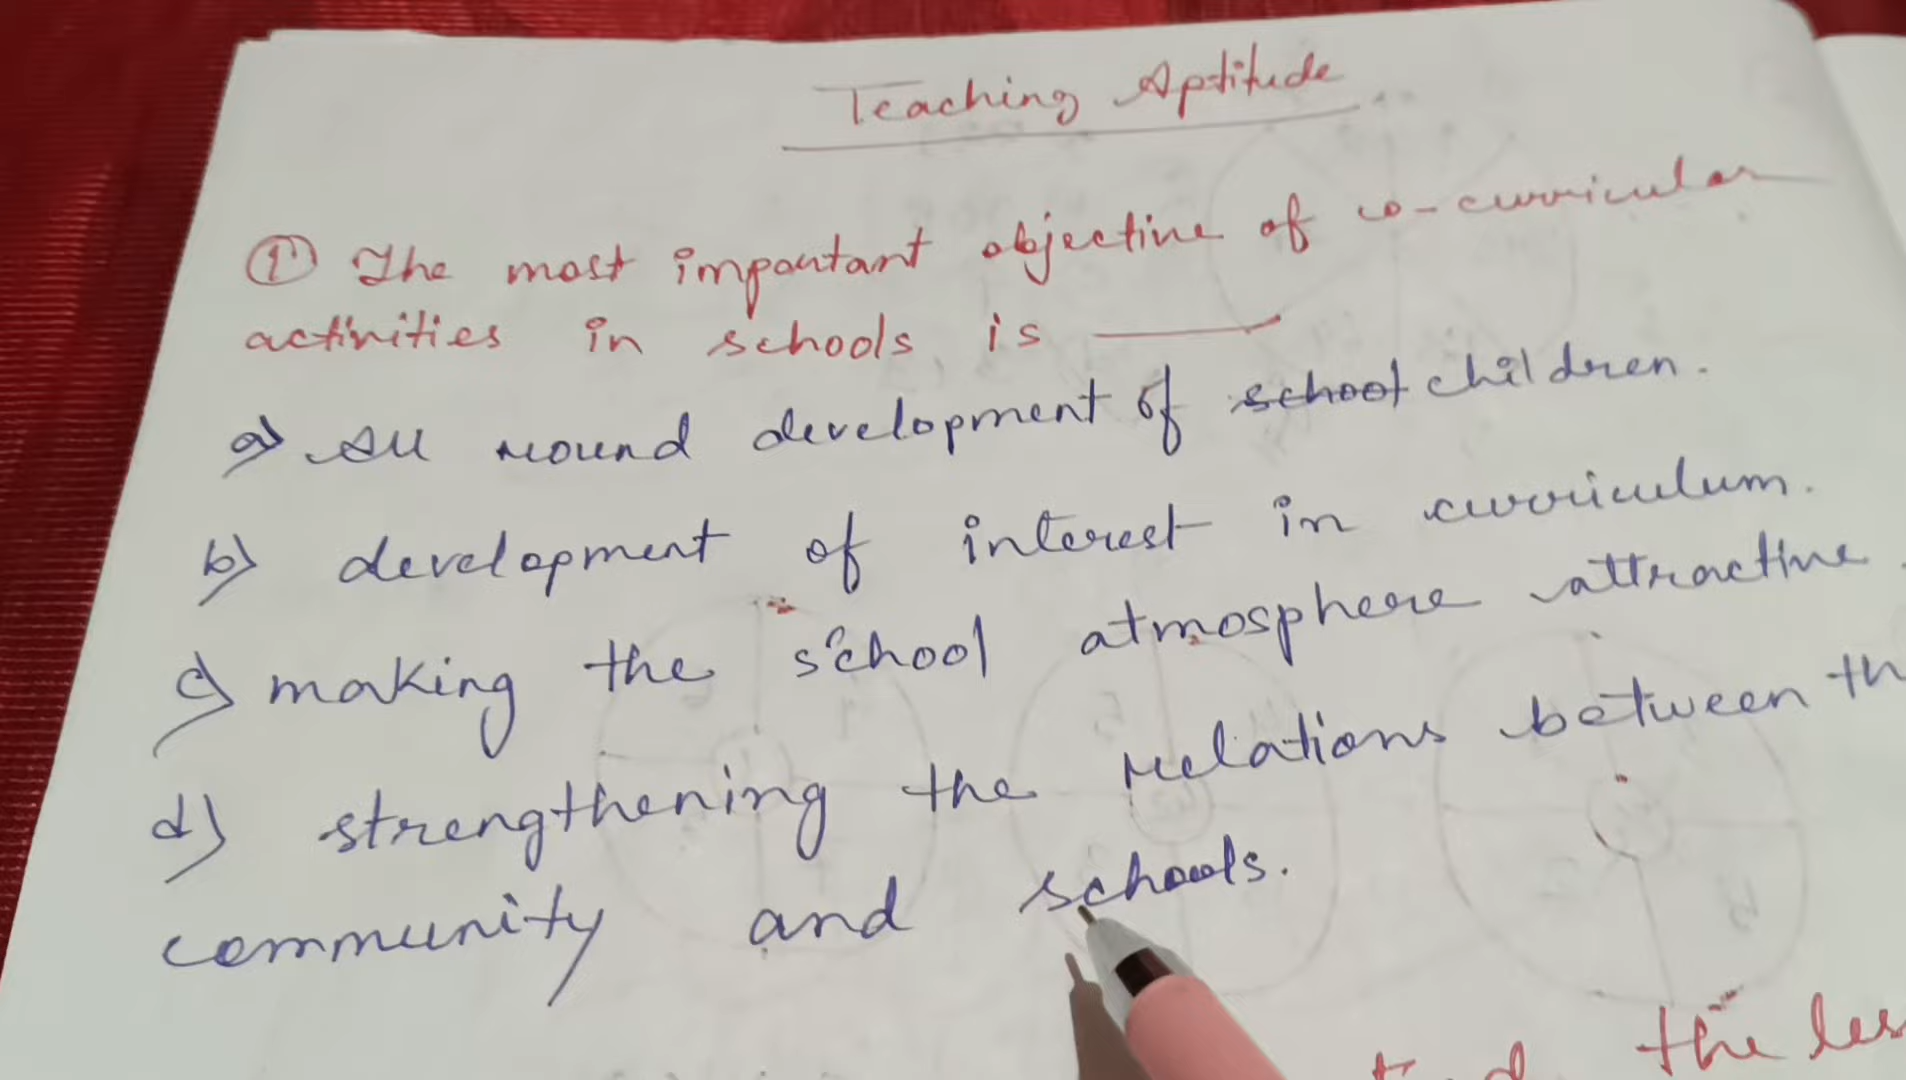 Teaching Aptitude
① The most important objective of co-curricular
activities in schools is ———
a) All round development of school children.
b) development of interest in curriculum.
c) making the school atmosphere attractive.
d) strengthening the relations between
community and schools.
the